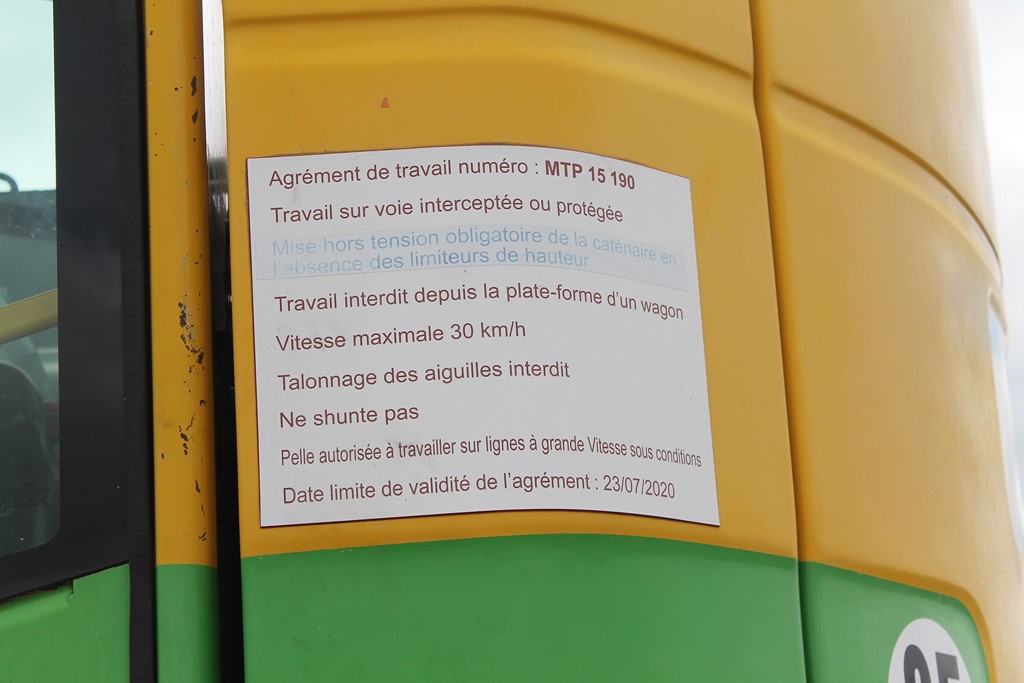 Agrément de travail numéro : MTP 15 190
Travail sur voie interceptée ou protégée
Mise hors tension obligatoire de la caténaire en
l'absence des limiteurs de hauteur
Travail interdit depuis la plate-forme d'un wagon
Vitesse maximale 30 km/h
Talonnage des aiguilles interdit
Ne shunte pas
Pelle autorisée à travailler sur lignes à grande Vitesse sous conditions
Date limite de validité de l'agrément : 23/07/2020